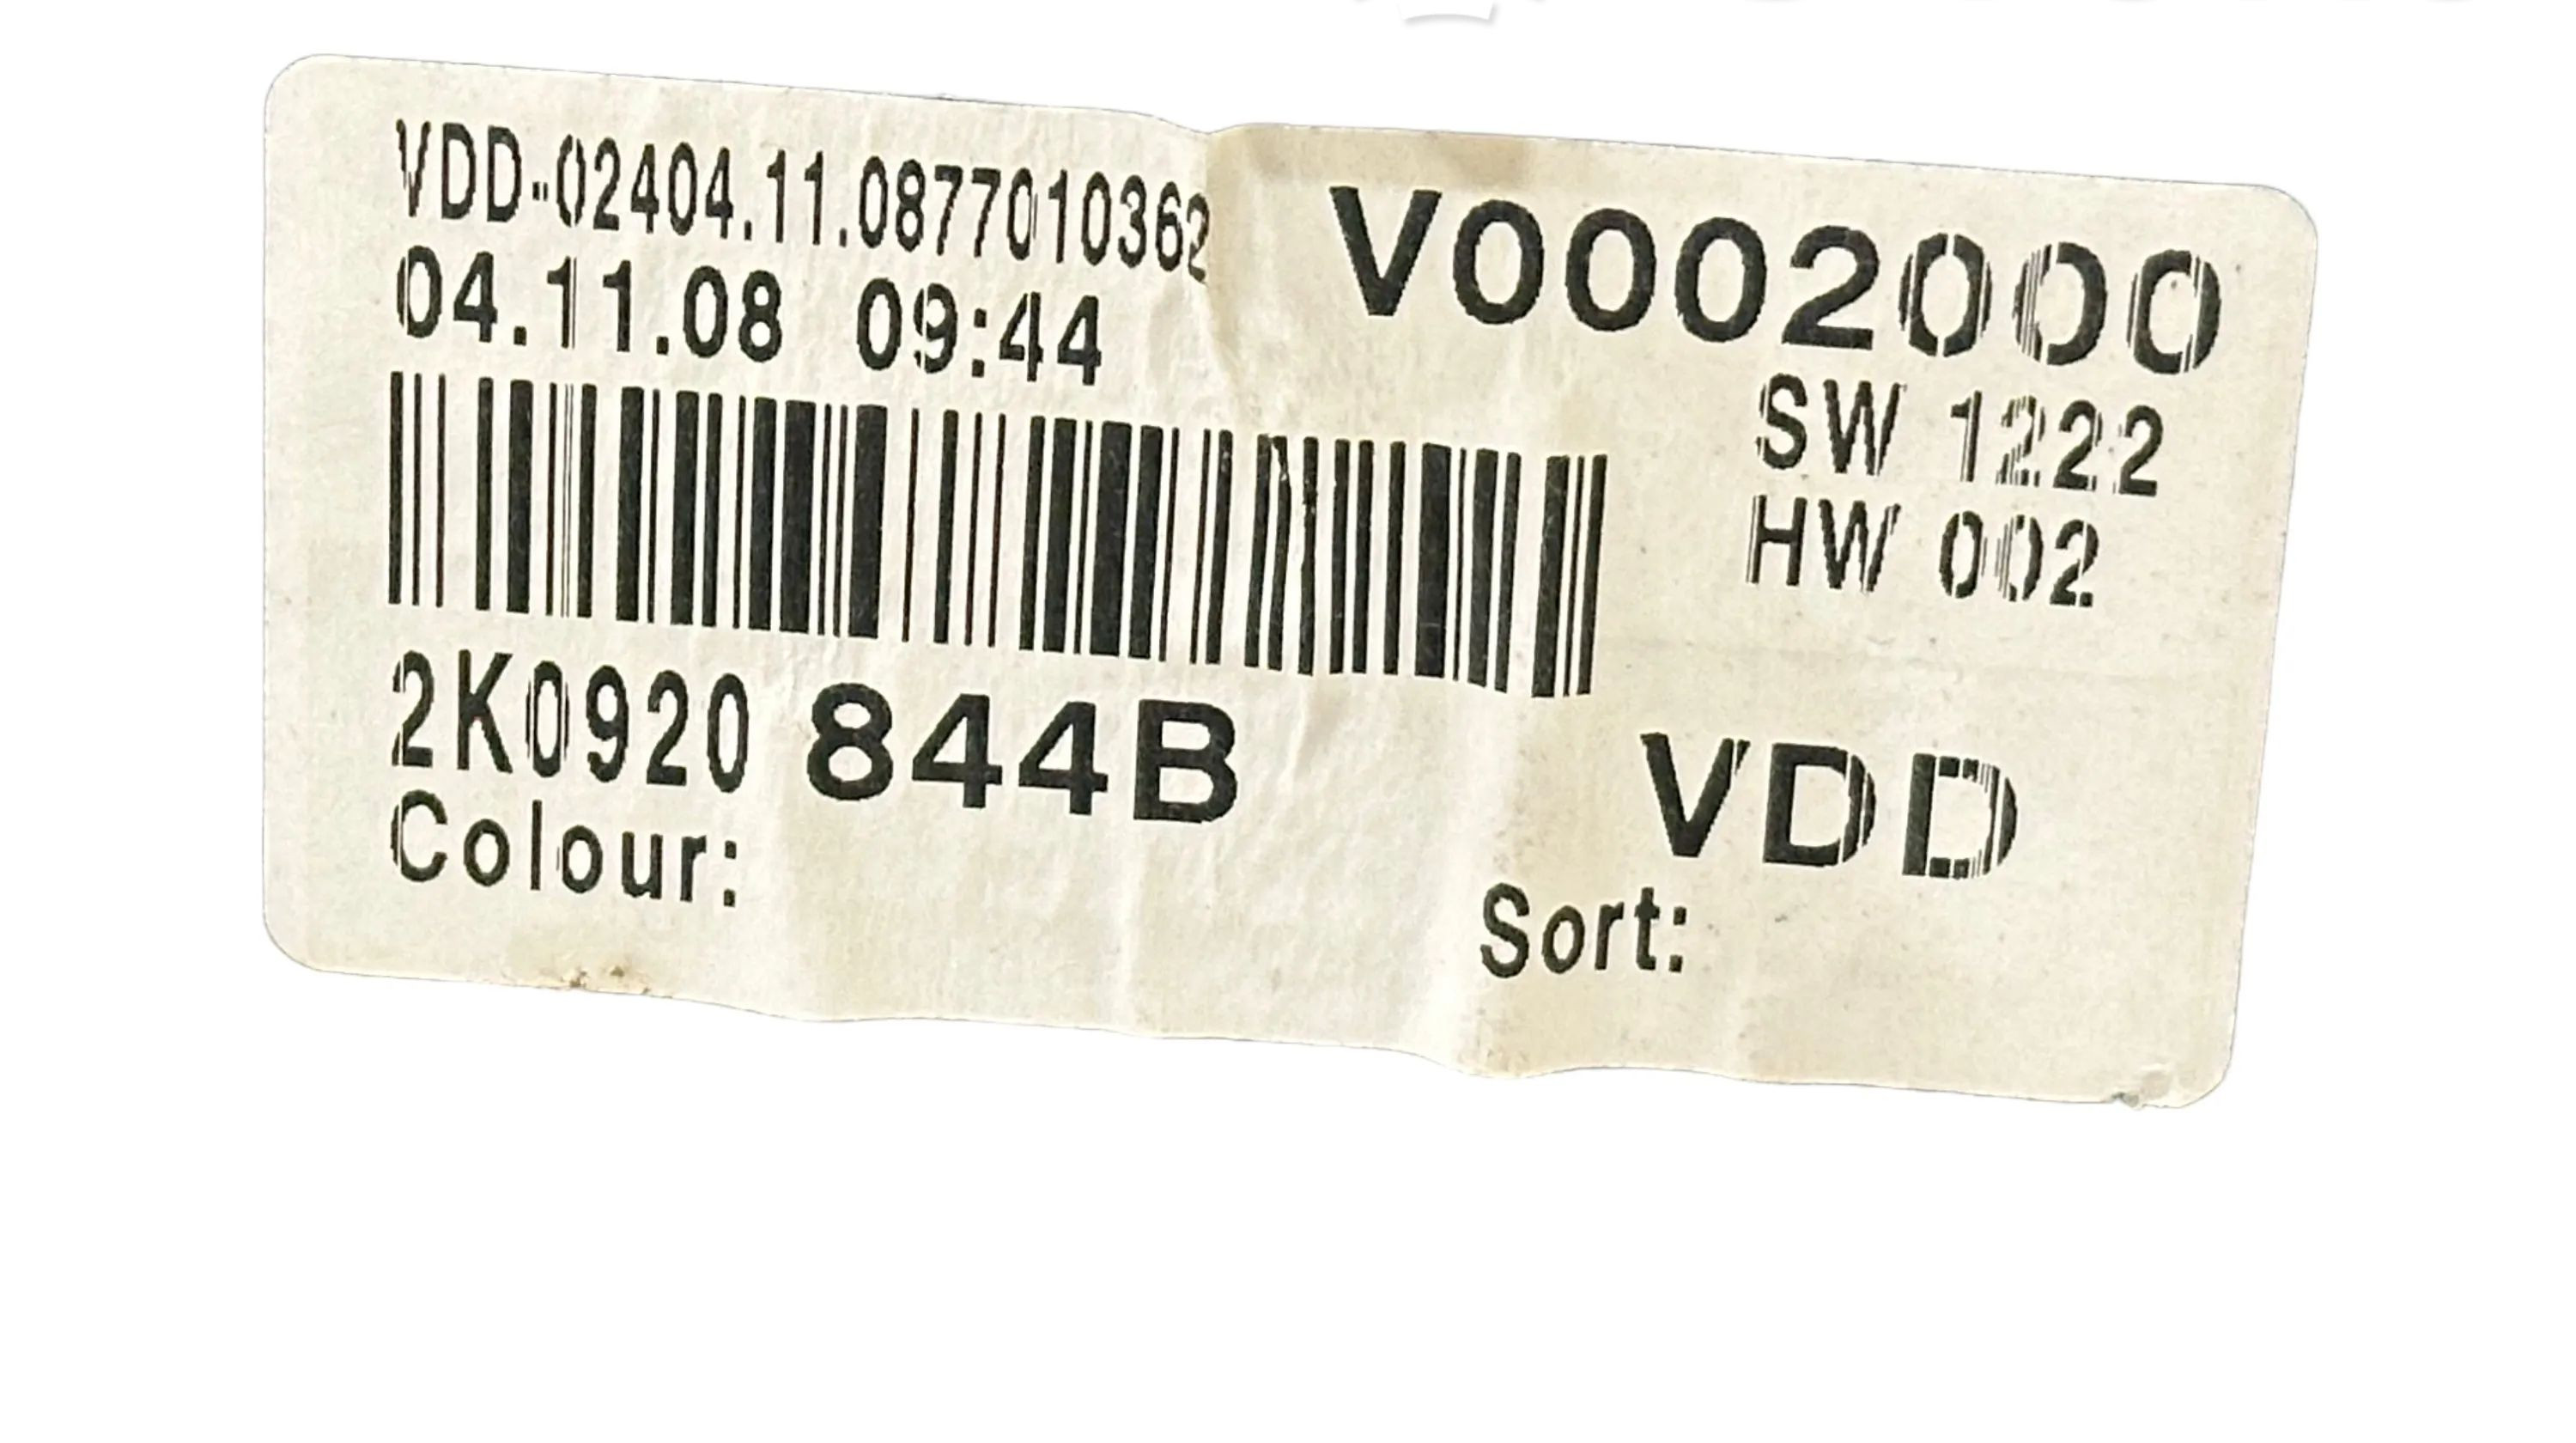 VDD-02404.11.0877010362
04.11.08 09:44
V0002000
SW 1222
HW 002
2K0920 844B
VDD
Colour:
Sort: